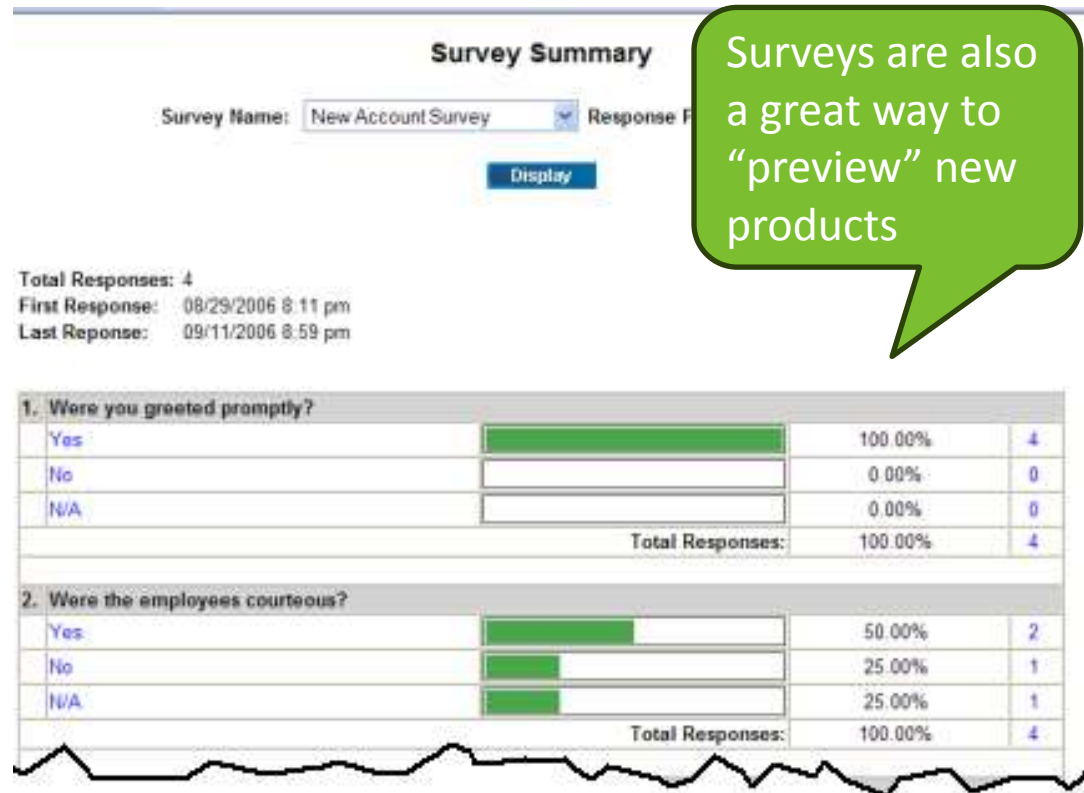 Survey Summary
Surveys are also
a great way to
“preview” new
products
Survey Name: New Account Survey Response
Display
Total Responses: 4
First Response: 08/29/2006 8:11 pm
Last Reponse: 09/11/2006 8:59 pm
1. Were you greeted promptly?
Yes 100.00% 4
No 0.00% 0
N/A 0.00% 0
Total Responses: 100.00% 4
2. Were the employees courteous?
Yes 50.00% 2
No 25.00% 1
N/A 25.00% 1
Total Responses: 100.00% 4